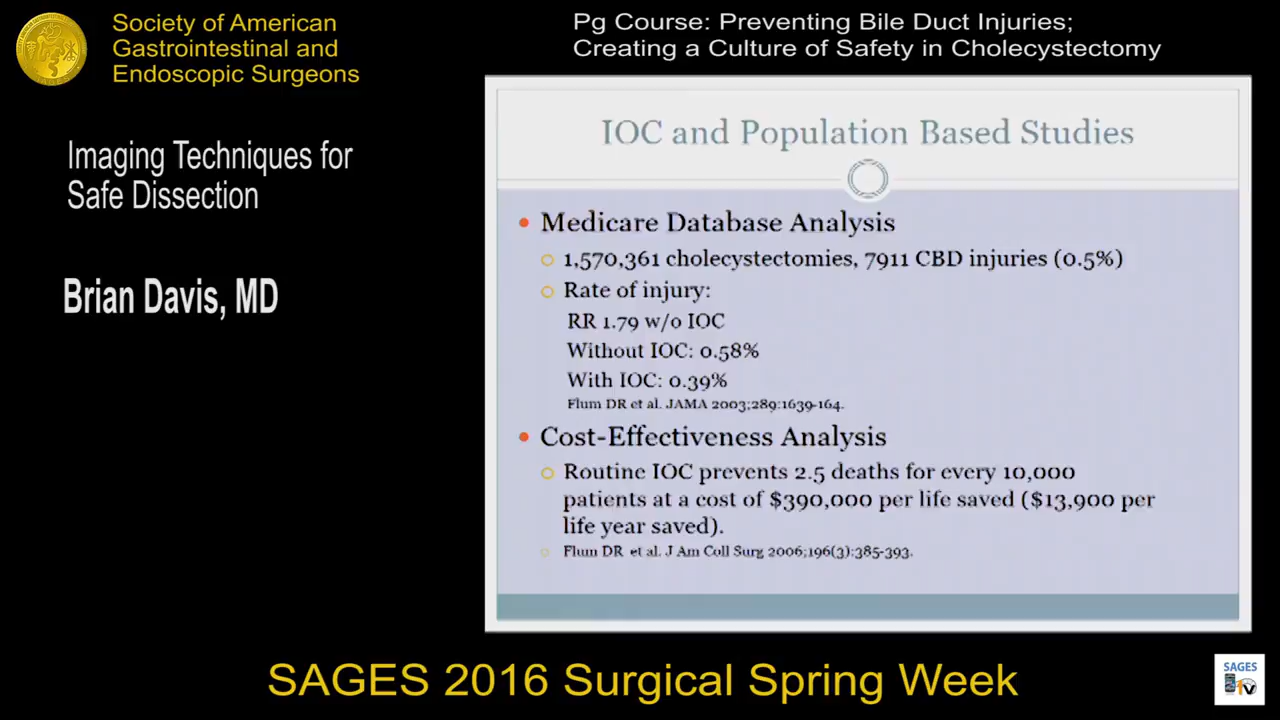 Society of American
Gastrointestinal and
Endoscopic Surgeons
Pg Course: Preventing Bile Duct Injuries;
Creating a Culture of Safety in Cholecystectomy
Imaging Techniques for
Safe Dissection
Brian Davis, MD
IOC and Population Based Studies
Medicare Database Analysis
1,570,361 cholecystectomies, 7911 CBD injuries (0.5%)
Rate of injury:
RR 1.79 w/o IOC
Without IOC: 0.58%
With IOC: 0.39%
Flum DR et al. JAMA 2003;289:1639-164.
Cost-Effectiveness Analysis
Routine IOC prevents 2.5 deaths for every 10,000
patients at a cost of $390,000 per life saved ($13,900 per
life year saved).
Flum DR et al. J Am Coll Surg 2006;196(3):385-393.
SAGES 2016 Surgical Spring Week
SAGES
TV